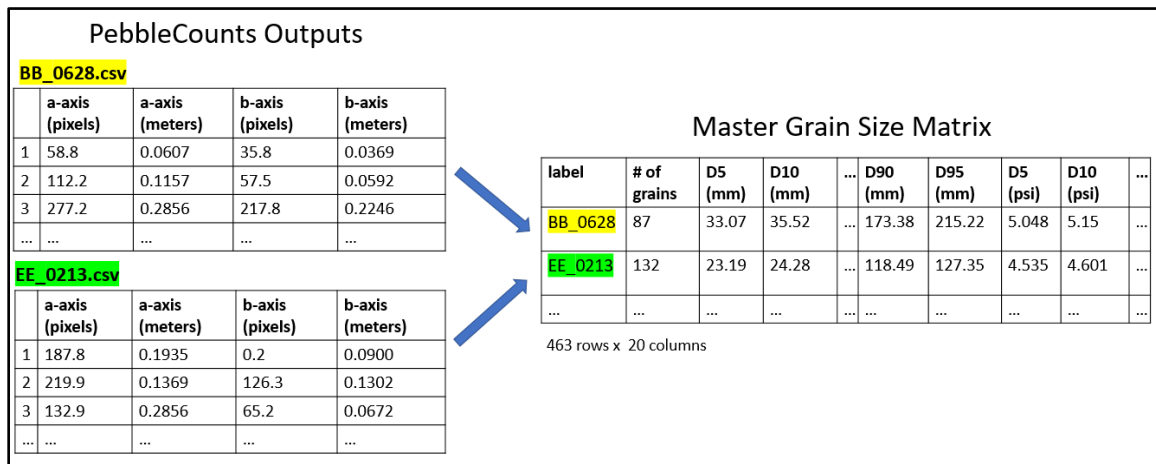 PebbleCounts Outputs
BB_0628.csv
a-axis (pixels) a-axis (meters) b-axis (pixels) b-axis (meters)
1 58.8 0.0607 35.8 0.0369
2 112.2 0.1157 57.5 0.0592
3 277.2 0.2856 217.8 0.2246
... ... ... ... ...
EE_0213.csv
a-axis (pixels) a-axis (meters) b-axis (pixels) b-axis (meters)
1 187.8 0.1935 0.2 0.0900
2 219.9 0.1369 126.3 0.1302
3 132.9 0.2856 65.2 0.0672
... ... ... ... ...
Master Grain Size Matrix
label # of grains D5 (mm) D10 (mm) ... D90 (mm) D95 (mm) D5 (psi) D10 (psi) ...
BB_0628 87 33.07 35.52 ... 173.38 215.22 5.048 5.15 ...
EE_0213 132 23.19 24.28 ... 118.49 127.35 4.535 4.601 ...
... ... ... ... ... ... ... ... ... ...
463 rows x 20 columns